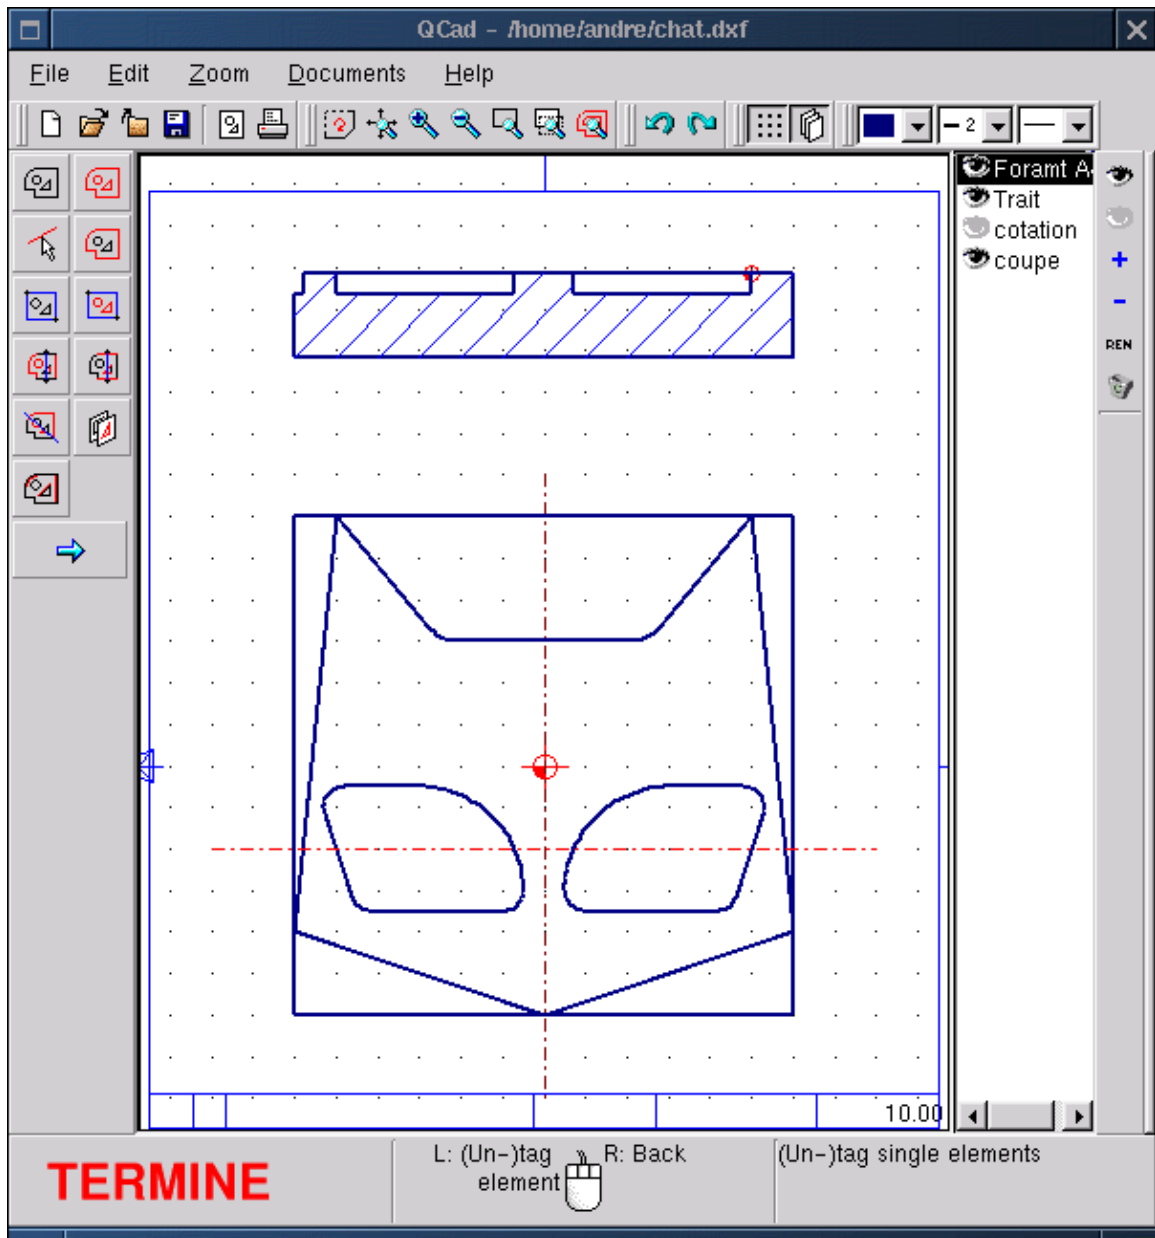 QCad - /home/andre/chat.dxf
File Edit Zoom Documents Help
2
Foramt A
Trait
cotation
coupe
REN
10.00
TERMINE
L: (Un-)tag R: Back
element
(Un-)tag single elements